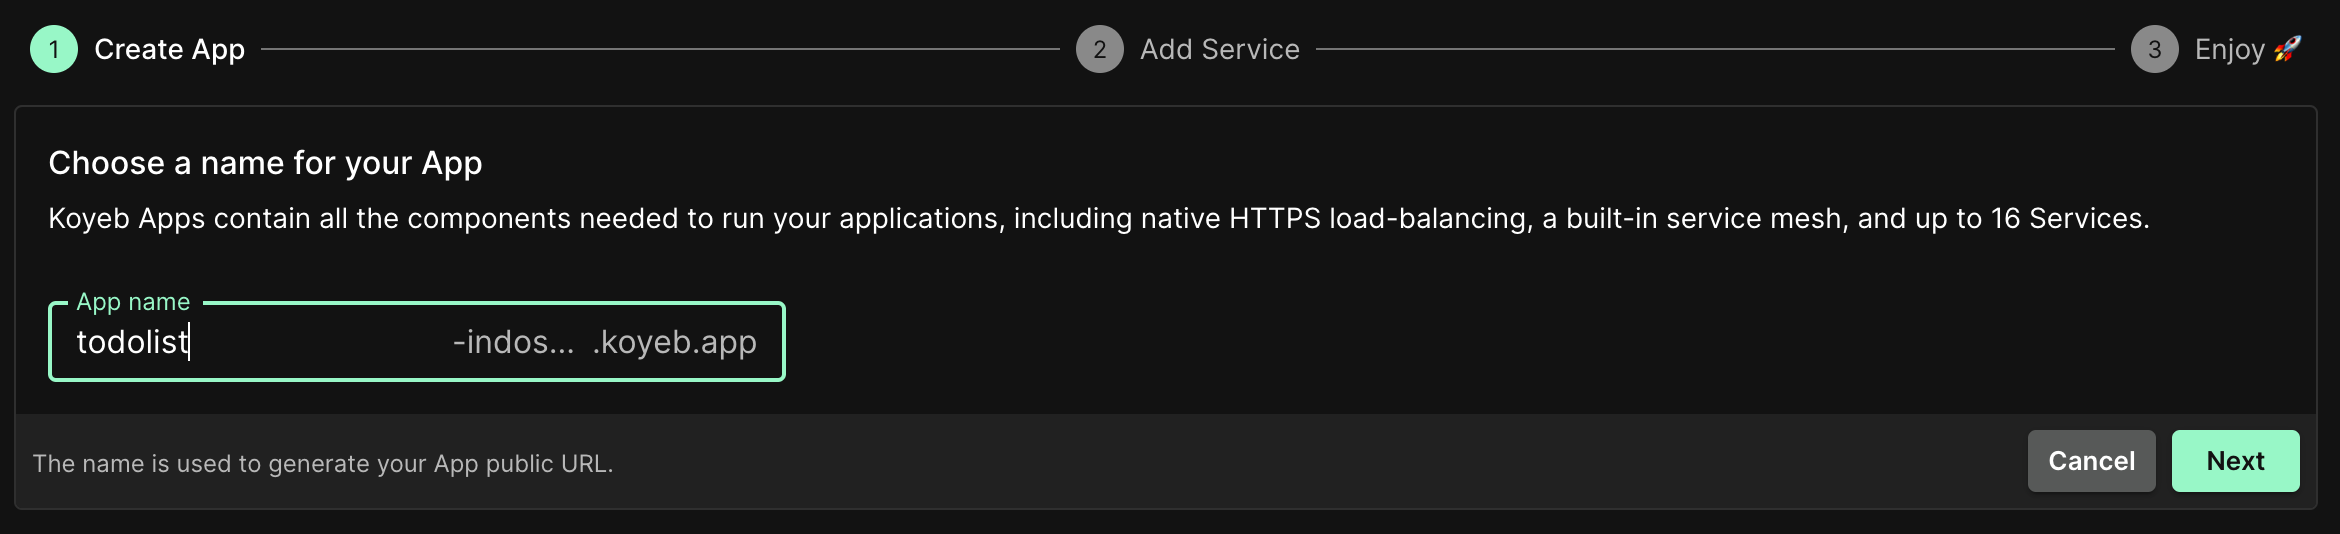 1 Create App 2 Add Service 3 Enjoy 🚀
Choose a name for your App
Koyeb Apps contain all the components needed to run your applications, including native HTTPS load-balancing, a built-in service mesh, and up to 16 Services.
App name
todolist -indos... .koyeb.app
The name is used to generate your App public URL.
Cancel Next